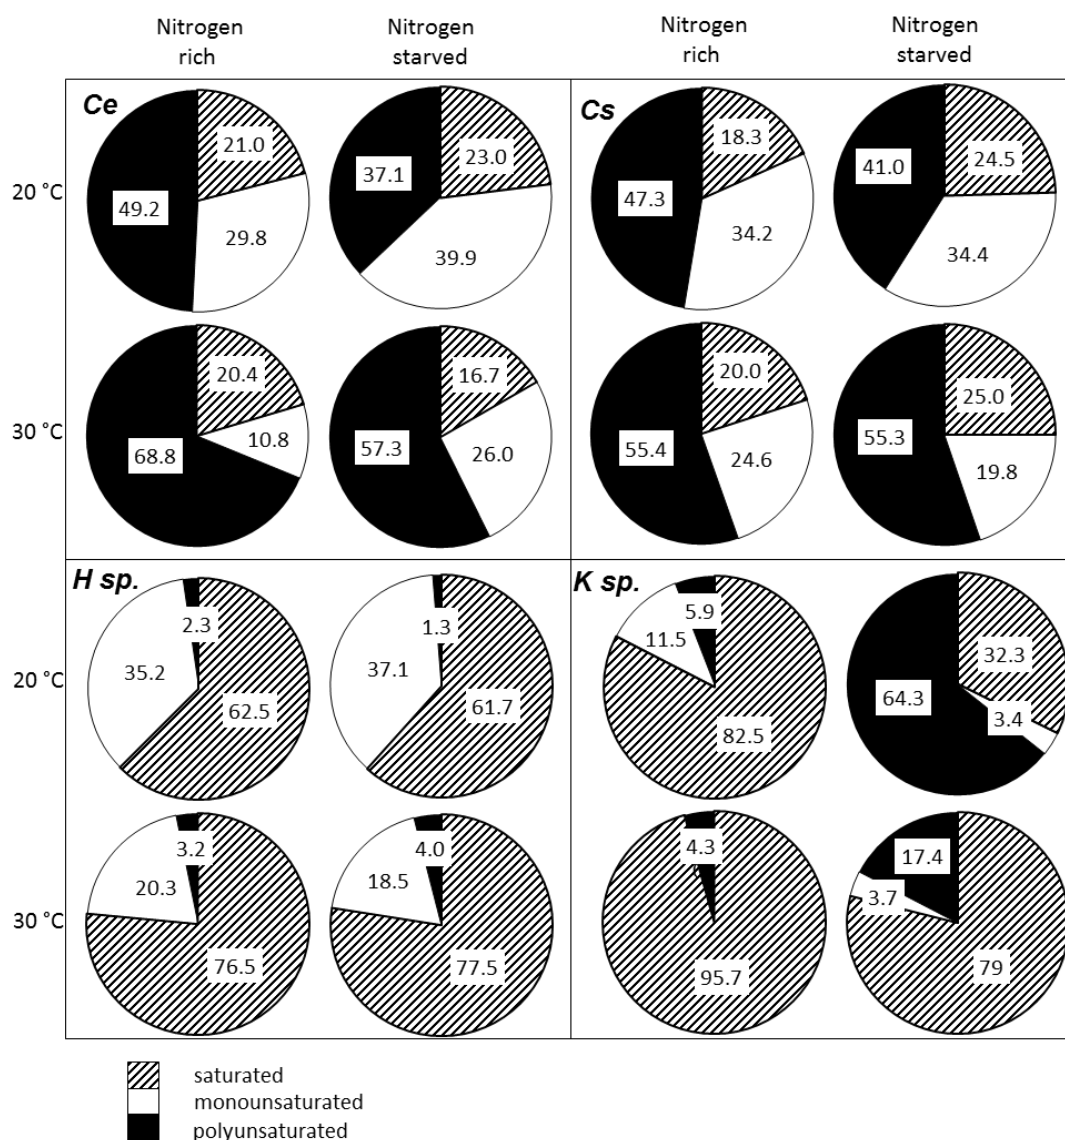 Nitrogen
rich
Nitrogen
starved
Nitrogen
rich
Nitrogen
starved
Ce
Cs
20 °C
21.0
49.2
29.8
23.0
37.1
39.9
18.3
47.3
34.2
24.5
41.0
34.4
30 °C
20.4
68.8
10.8
16.7
57.3
26.0
20.0
55.4
24.6
25.0
55.3
19.8
H sp.
K sp.
20 °C
2.3
35.2
62.5
1.3
37.1
61.7
5.9
11.5
82.5
32.3
64.3
3.4
30 °C
3.2
20.3
76.5
4.0
18.5
77.5
4.3
95.7
17.4
3.7
79
saturated
monounsaturated
polyunsaturated